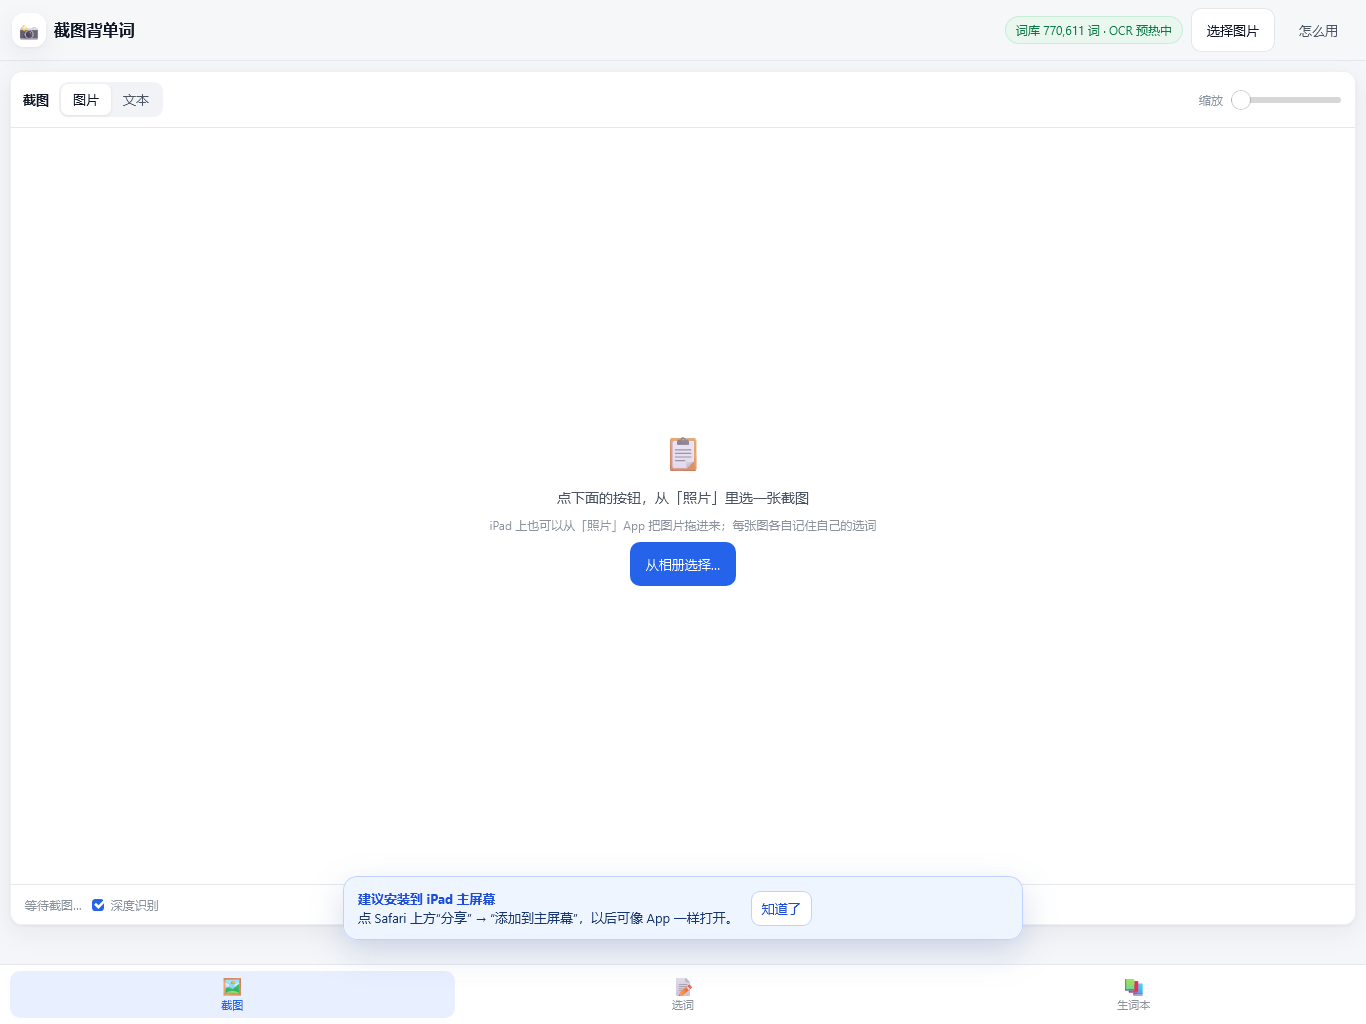 截图背单词
词库 770,611 词 · OCR 预热中
选择图片
怎么用
截图
图片
文本
缩放
点下面的按钮，从「照片」里选一张截图
iPad 上也可以从「照片」App 把图片拖进来；每张图各自记住自己的选词
从相册选择...
等待截图...
深度识别
建议安装到 iPad 主屏幕
点 Safari 上方“分享” → “添加到主屏幕”，以后可像 App 一样打开。
知道了
截图
选词
生词本